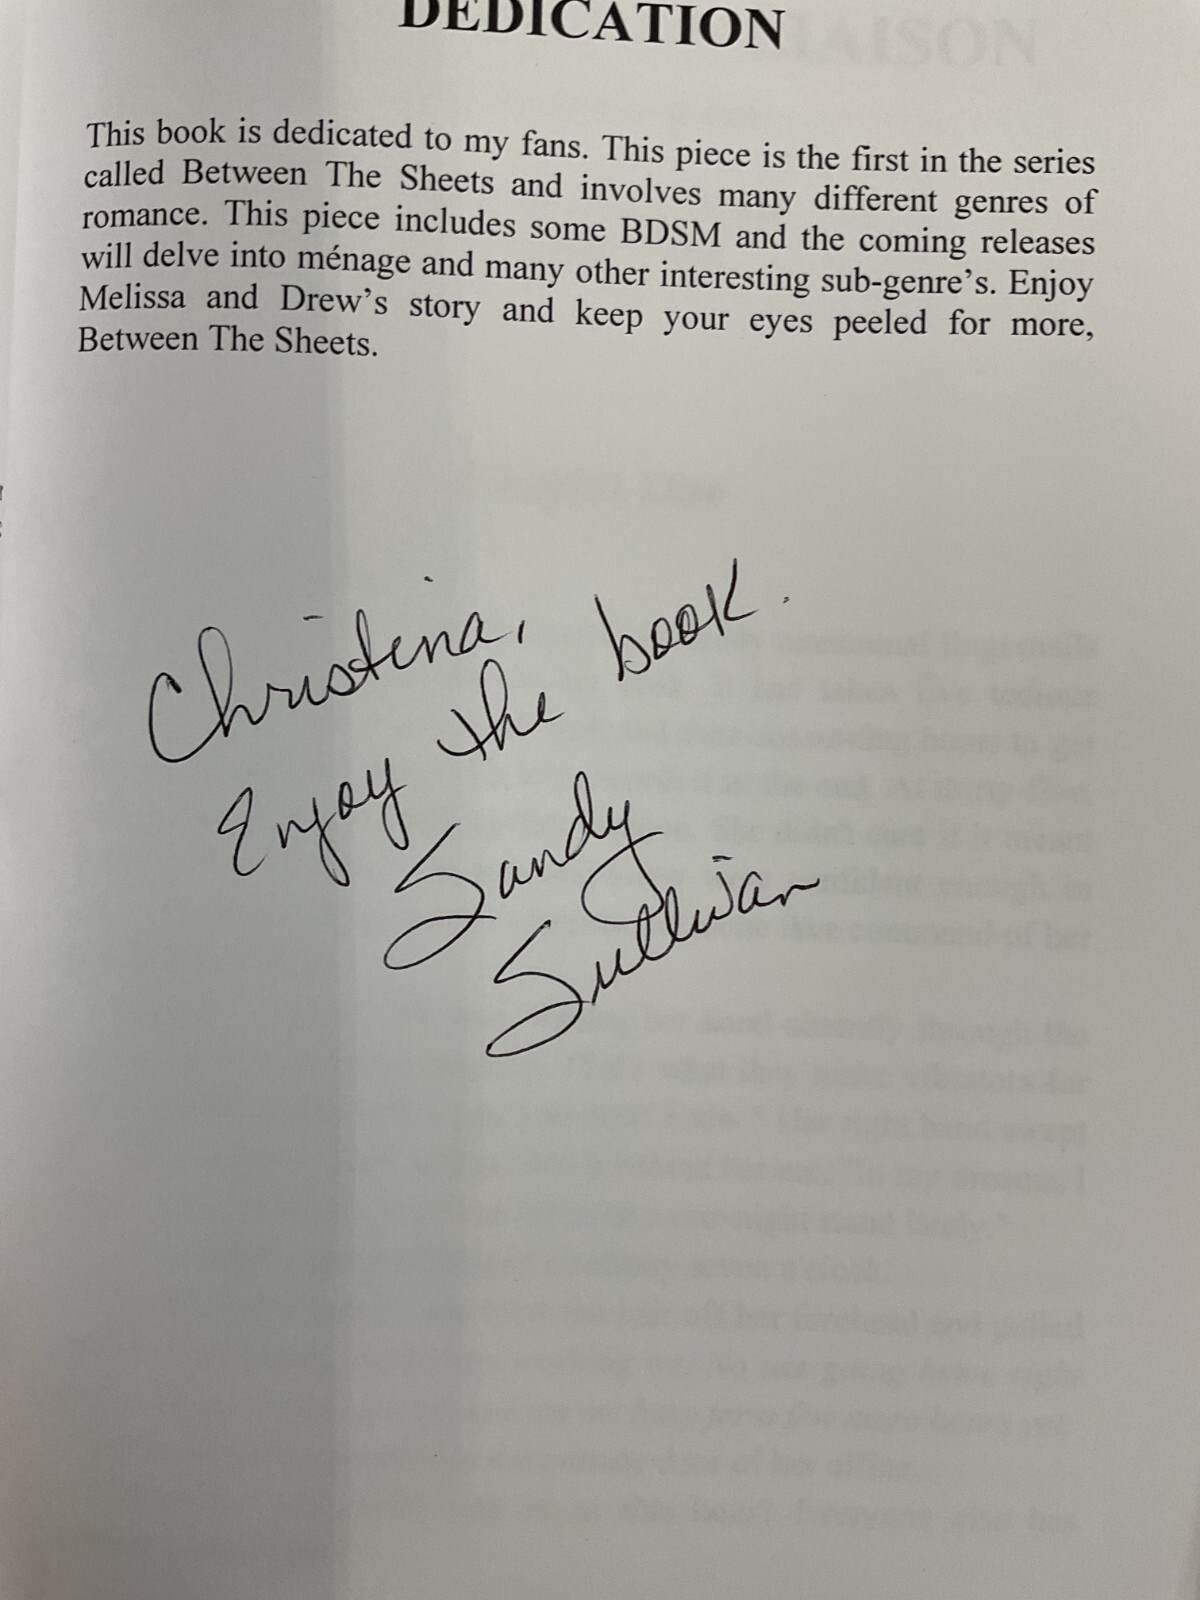 DEDICATION
This book is dedicated to my fans. This piece is the first in the series
called Between The Sheets and involves many different genres of
romance. This piece includes some BDSM and the coming releases
will delve into ménage and many other interesting sub-genre's. Enjoy
Melissa and Drew's story and keep your eyes peeled for more,
Between The Sheets.
Christina,
Enjoy the book.
Sandy
Sullivan